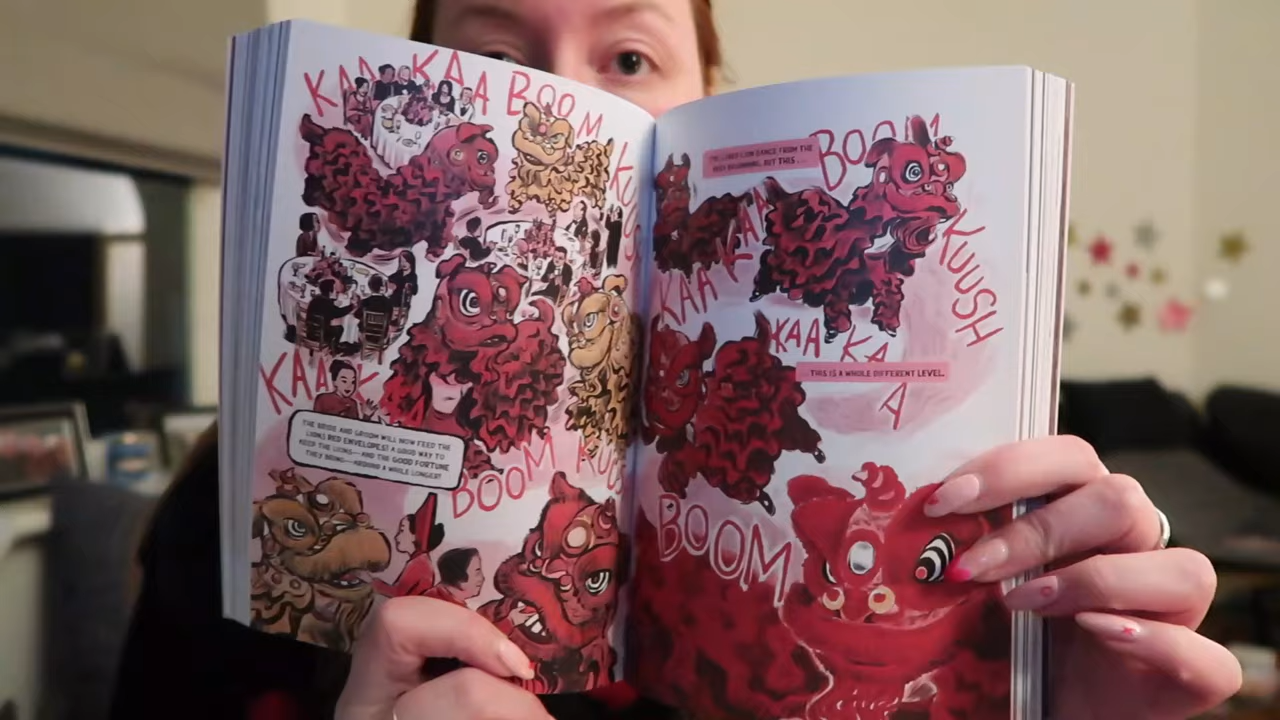 KAA KAA BOOM
KUUSH
KAA K
THE BRIDE AND GROOM WILL NOW FEED THE
LIONS RED ENVELOPES! A GOOD WAY TO
KEEP THE LIONS—AND THE GOOD FORTUNE
THEY BRING—AROUND A WHOLE LONGER!
BOOM
BOOM
KAA KAA
KUUSH
KAA KA
A
...THIS IS A WHOLE DIFFERENT LEVEL.
BOOM